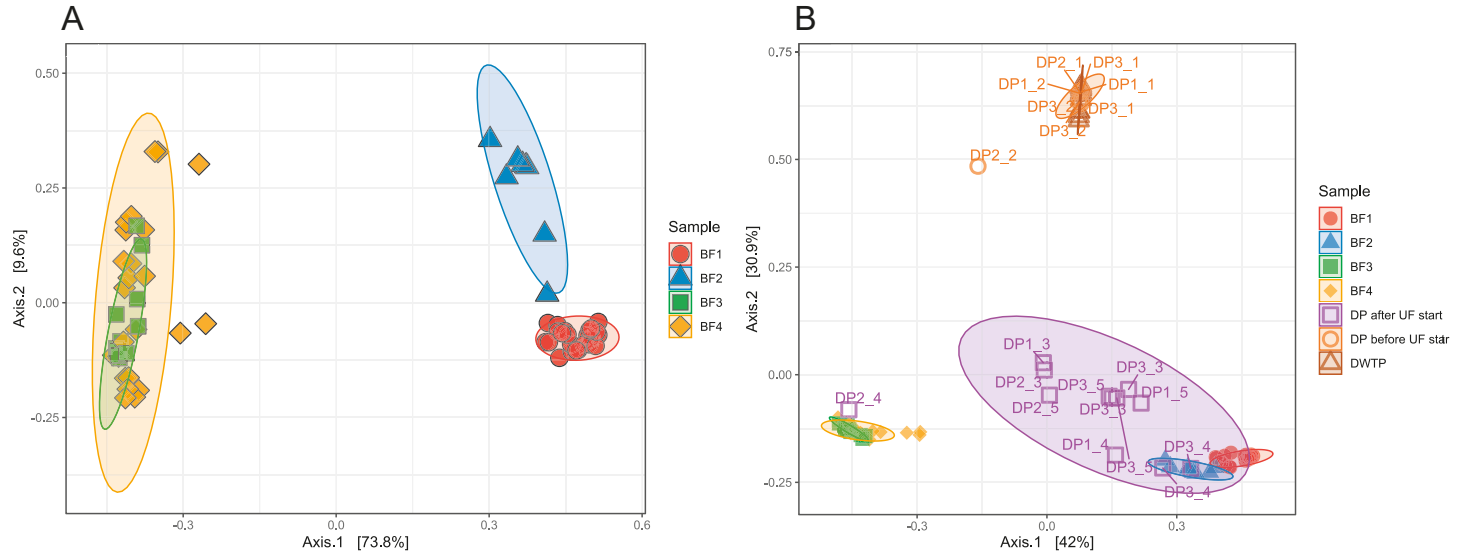 A
B
0.50
0.25
0.00
-0.25
-0.3
0.0
0.3
0.6
Axis.1 [73.8%]
Axis.2 [9.6%]
Sample
BF1
BF2
BF3
BF4
0.75
0.50
0.25
0.00
-0.25
-0.3
0.0
0.3
Axis.1 [42%]
Axis.2 [30.9%]
DP2_1
DP3_1
DP1_2
DP1_1
DP3_2
DP3_1
DP3_2
DP2_2
DP1_3
DP2_3
DP3_5
DP3_3
DP1_5
DP2_5
DP3_3
DP2_4
DP1_4
DP3_4
DP3_5
DP3_4
Sample
BF1
BF2
BF3
BF4
DP after UF start
DP before UF star
DWTP